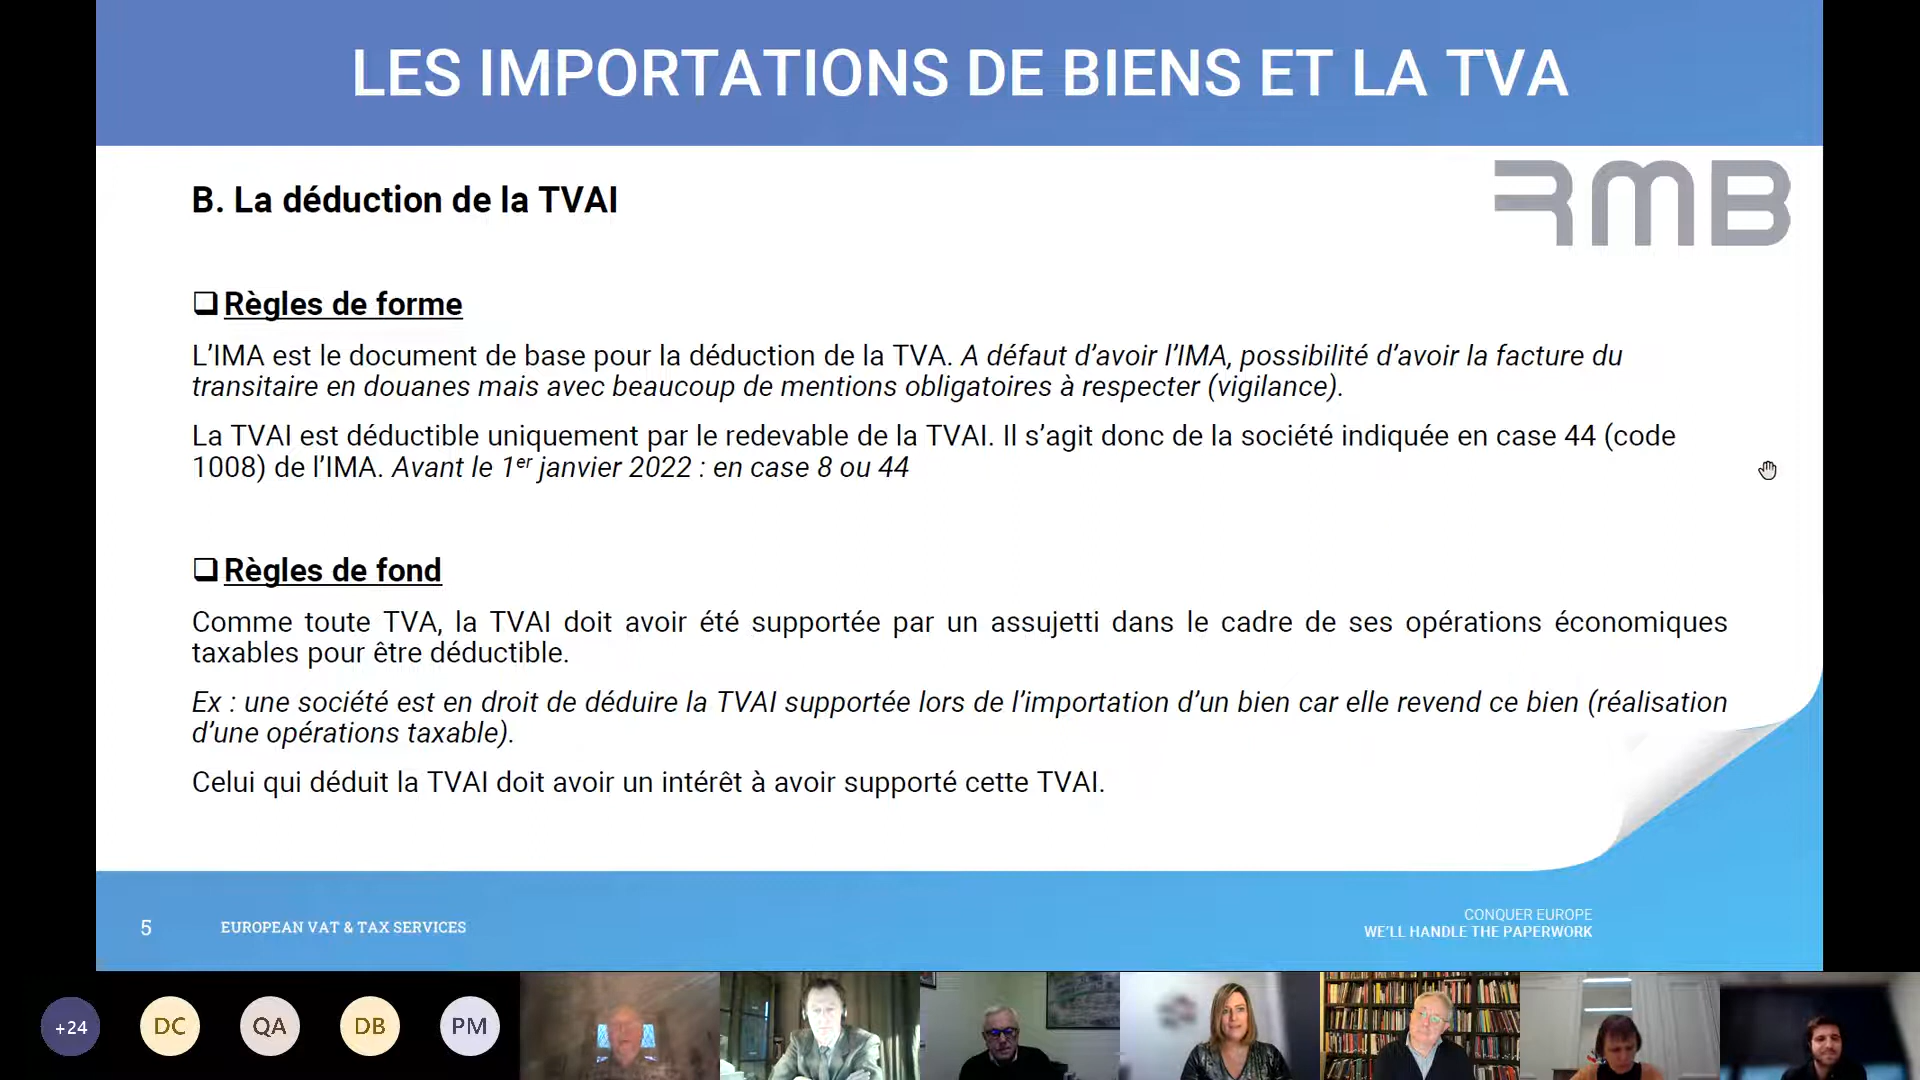 LES IMPORTATIONS DE BIENS ET LA TVA
RMB
B. La déduction de la TVAI
Règles de forme
L’IMA est le document de base pour la déduction de la TVA. A défaut d’avoir l’IMA, possibilité d’avoir la facture du
transitaire en douanes mais avec beaucoup de mentions obligatoires à respecter (vigilance).
La TVAI est déductible uniquement par le redevable de la TVAI. Il s’agit donc de la société indiquée en case 44 (code
1008) de l’IMA. Avant le 1er janvier 2022 : en case 8 ou 44
Règles de fond
Comme toute TVA, la TVAI doit avoir été supportée par un assujetti dans le cadre de ses opérations économiques
taxables pour être déductible.
Ex : une société est en droit de déduire la TVAI supportée lors de l’importation d’un bien car elle revend ce bien (réalisation
d’une opérations taxable).
Celui qui déduit la TVAI doit avoir un intérêt à avoir supporté cette TVAI.
5
EUROPEAN VAT & TAX SERVICES
CONQUER EUROPE
WE’LL HANDLE THE PAPERWORK
+24
DC
QA
DB
PM